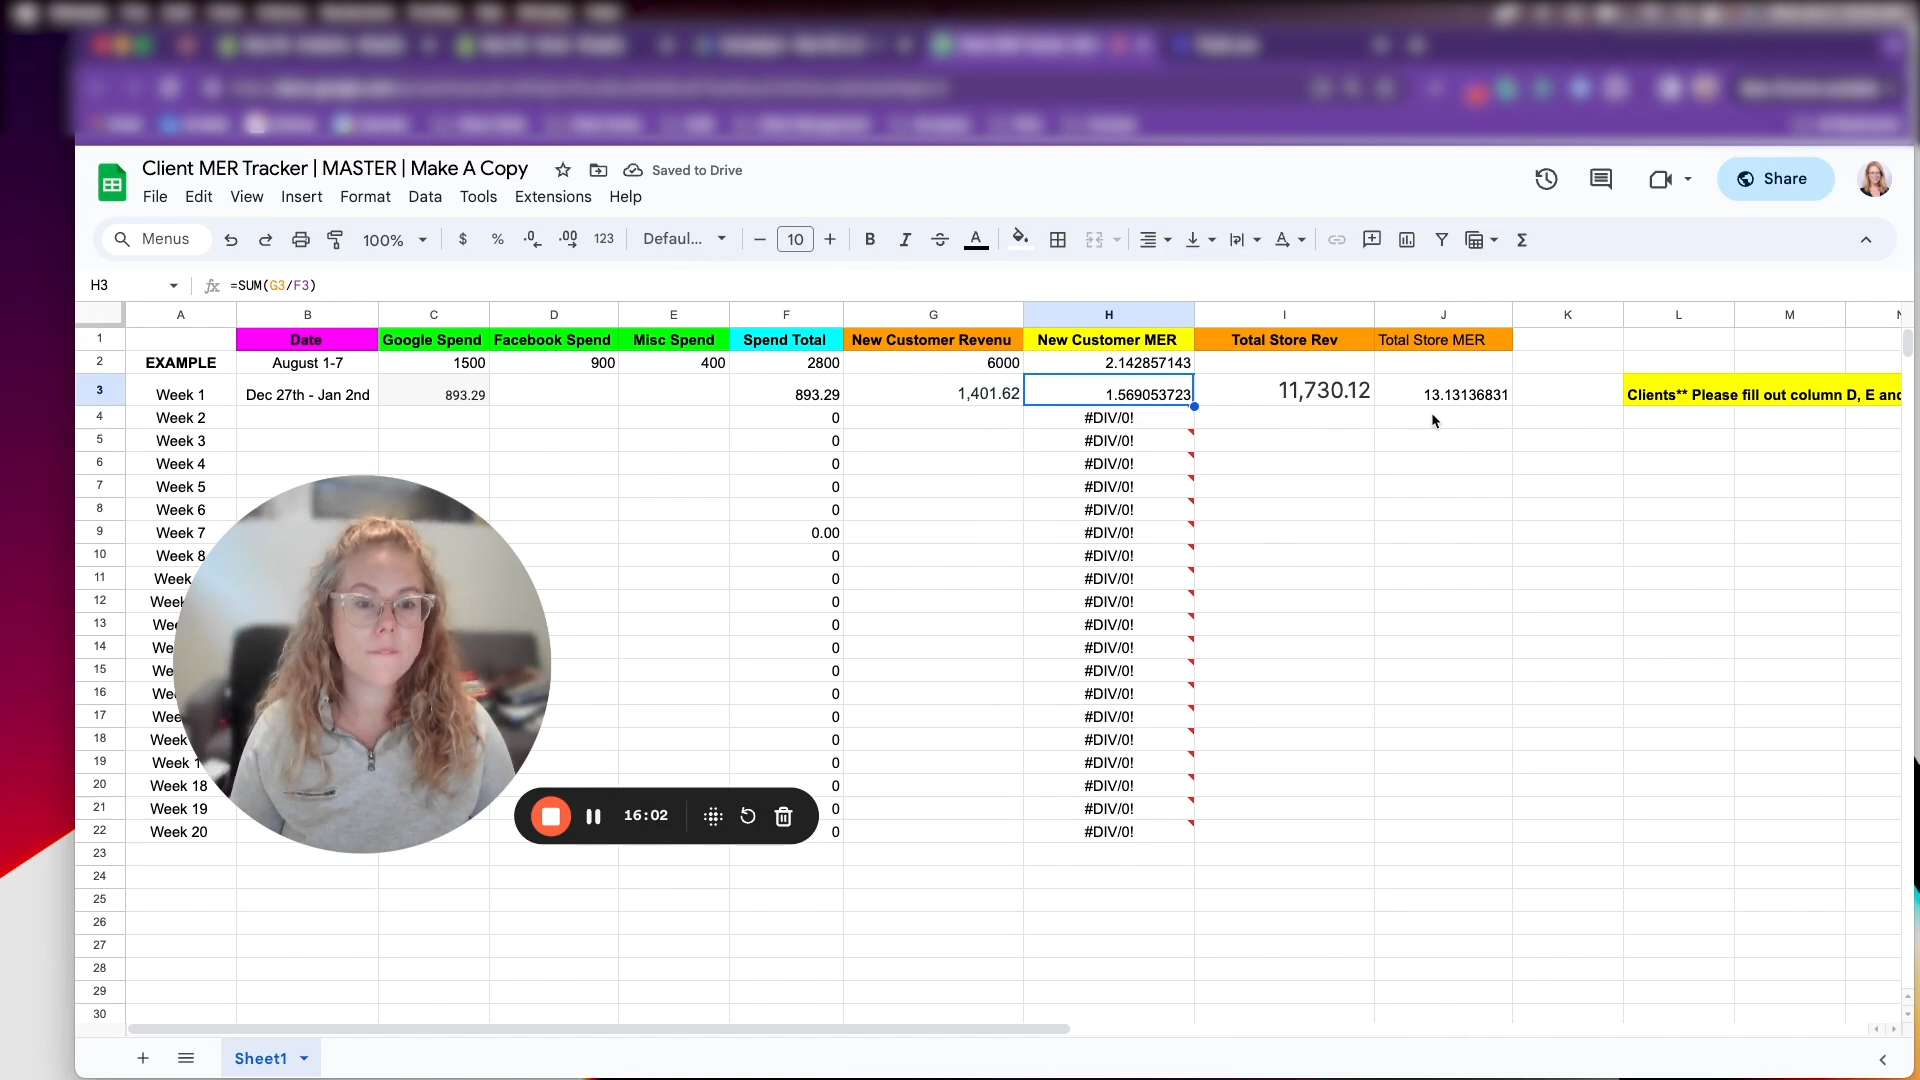 Client MER Tracker | MASTER | Make A Copy
Saved to Drive
File Edit View Insert Format Data Tools Extensions Help
Share
Menus
100%
$ % .0 .00 123
Defaul...
10
H3
=SUM(G3/F3)
A B C D E F G H I J K L M
1 Date Google Spend Facebook Spend Misc Spend Spend Total New Customer Revenu New Customer MER Total Store Rev Total Store MER
2 EXAMPLE August 1-7 1500 900 400 2800 6000 2.142857143
3 Week 1 Dec 27th - Jan 2nd 893.29 893.29 1,401.62 1.569053723 11,730.12 13.13136831 Clients** Please fill out column D, E and
4 Week 2 0 #DIV/0!
5 Week 3 0 #DIV/0!
6 Week 4 0 #DIV/0!
7 Week 5 0 #DIV/0!
8 Week 6 0 #DIV/0!
9 Week 7 0.00 #DIV/0!
10 Week 8 0 #DIV/0!
11 Week 0 #DIV/0!
12 0 #DIV/0!
13 0 #DIV/0!
14 0 #DIV/0!
15 0 #DIV/0!
16 0 #DIV/0!
17 0 #DIV/0!
18 Week 0 #DIV/0!
19 Week 1 0 #DIV/0!
20 Week 18 0 #DIV/0!
21 Week 19 0 #DIV/0!
22 Week 20 0 #DIV/0!
16:02
23
24
25
26
27
28
29
30
Sheet1